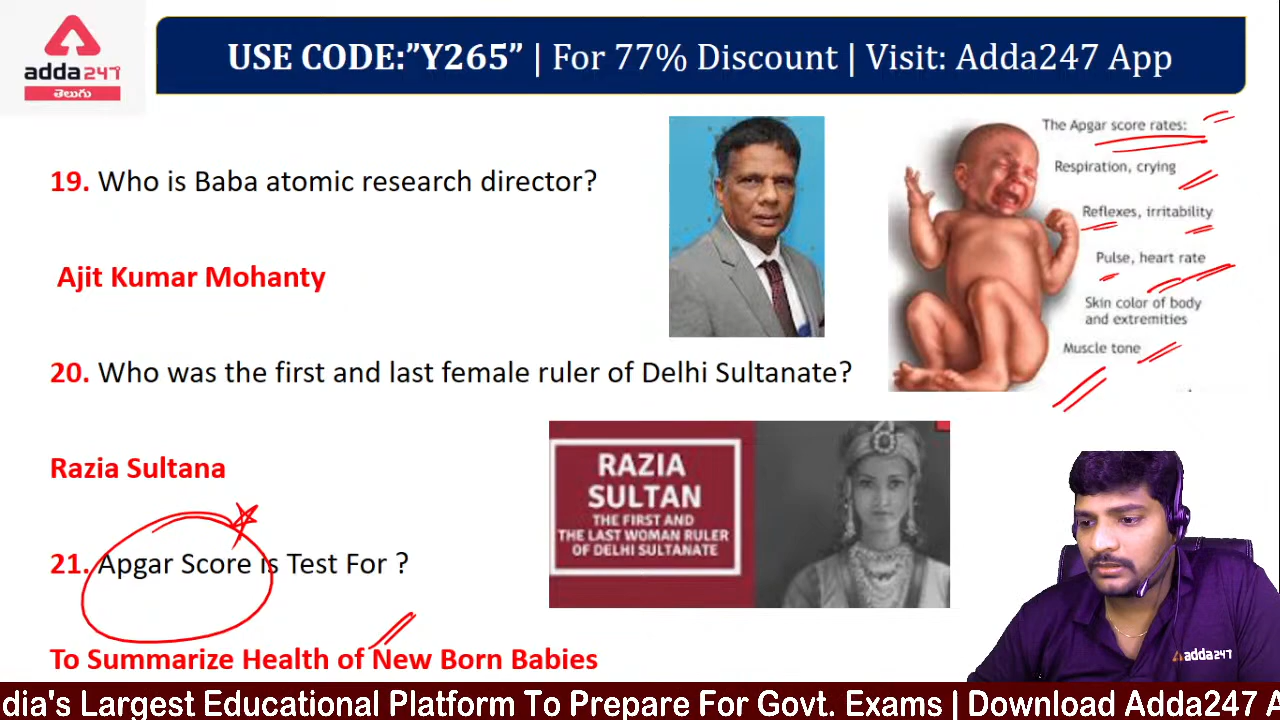 adda247
తెలుగు
USE CODE:”Y265” | For 77% Discount | Visit: Adda247 App
19. Who is Baba atomic research director?
Ajit Kumar Mohanty
20. Who was the first and last female ruler of Delhi Sultanate?
Razia Sultana
21. Apgar Score is Test For ?
To Summarize Health of New Born Babies
The Apgar score rates:
Respiration, crying
Reflexes, irritability
Pulse, heart rate
Skin color of body
and extremities
Muscle tone
RAZIA
SULTAN
THE FIRST AND
THE LAST WOMAN RULER
OF DELHI SULTANATE
adda247
dia's Largest Educational Platform To Prepare For Govt. Exams | Download Adda247 A